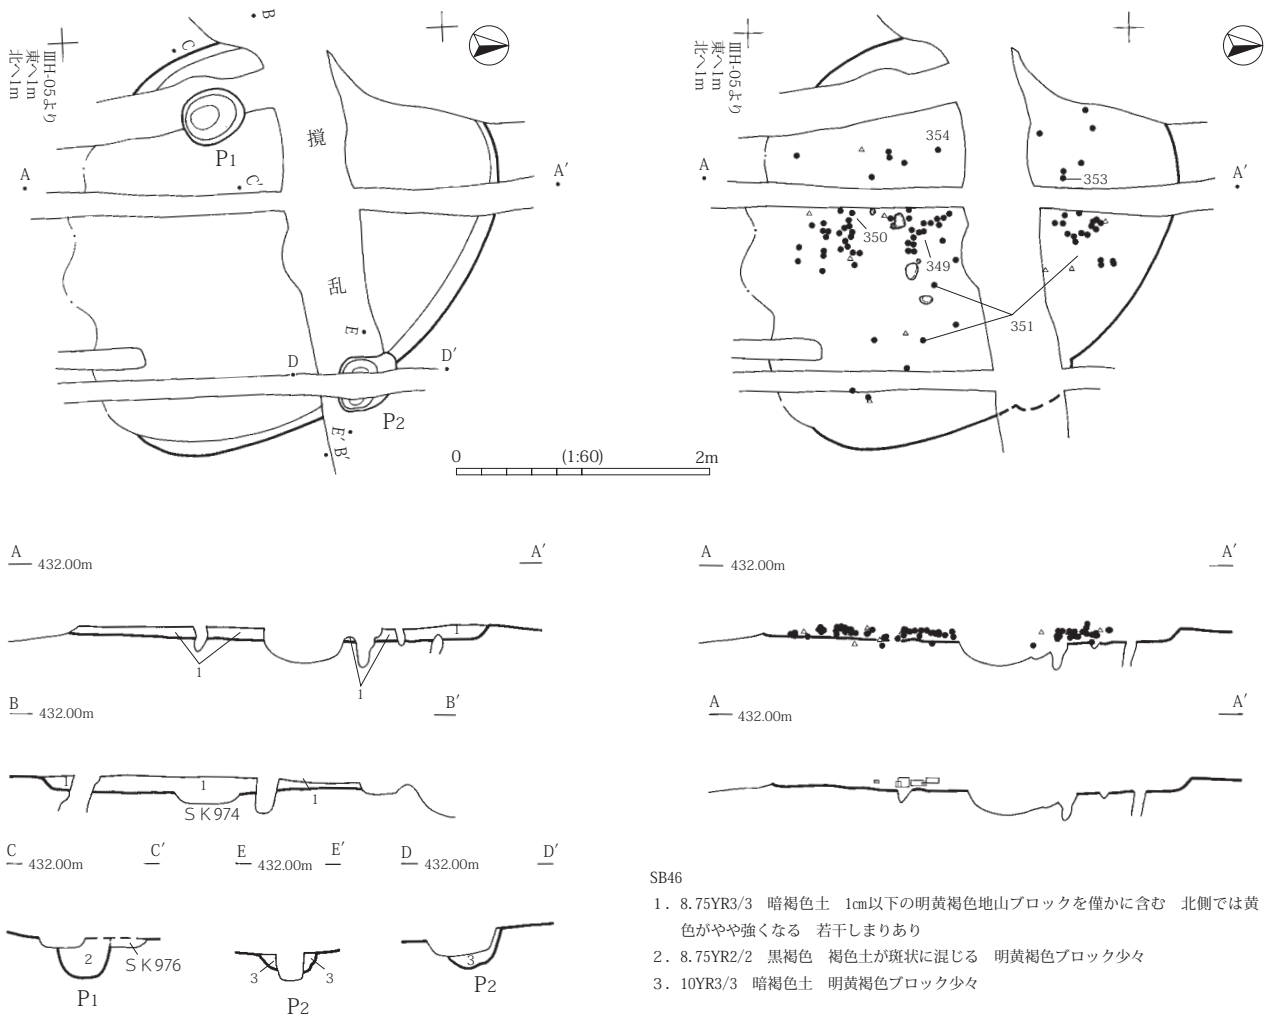 B
C
ⅢH-05より
東へ1m
北へ1m
P1
撹
A
C'
A'
乱
E
D
D'
P2
E'
B'
0 (1:60) 2m
ⅢH-05より
東へ1m
北へ1m
354
A
353
A'
350
349
351
A 432.00m A'
1
1
1
B 432.00m B'
1
1
1
SK974
C 432.00m C'
2
SK976
P1
E 432.00m E'
3
3
P2
D 432.00m D'
3
P2
A 432.00m A'
A 432.00m A'
SB46
1．8.75YR3/3 暗褐色土 1㎝以下の明黄褐色地山ブロックを僅かに含む 北側では黄
色がやや強くなる 若干しまりあり
2．8.75YR2/2 黒褐色 褐色土が斑状に混じる 明黄褐色ブロック少々
3．10YR3/3 暗褐色土 明黄褐色ブロック少々